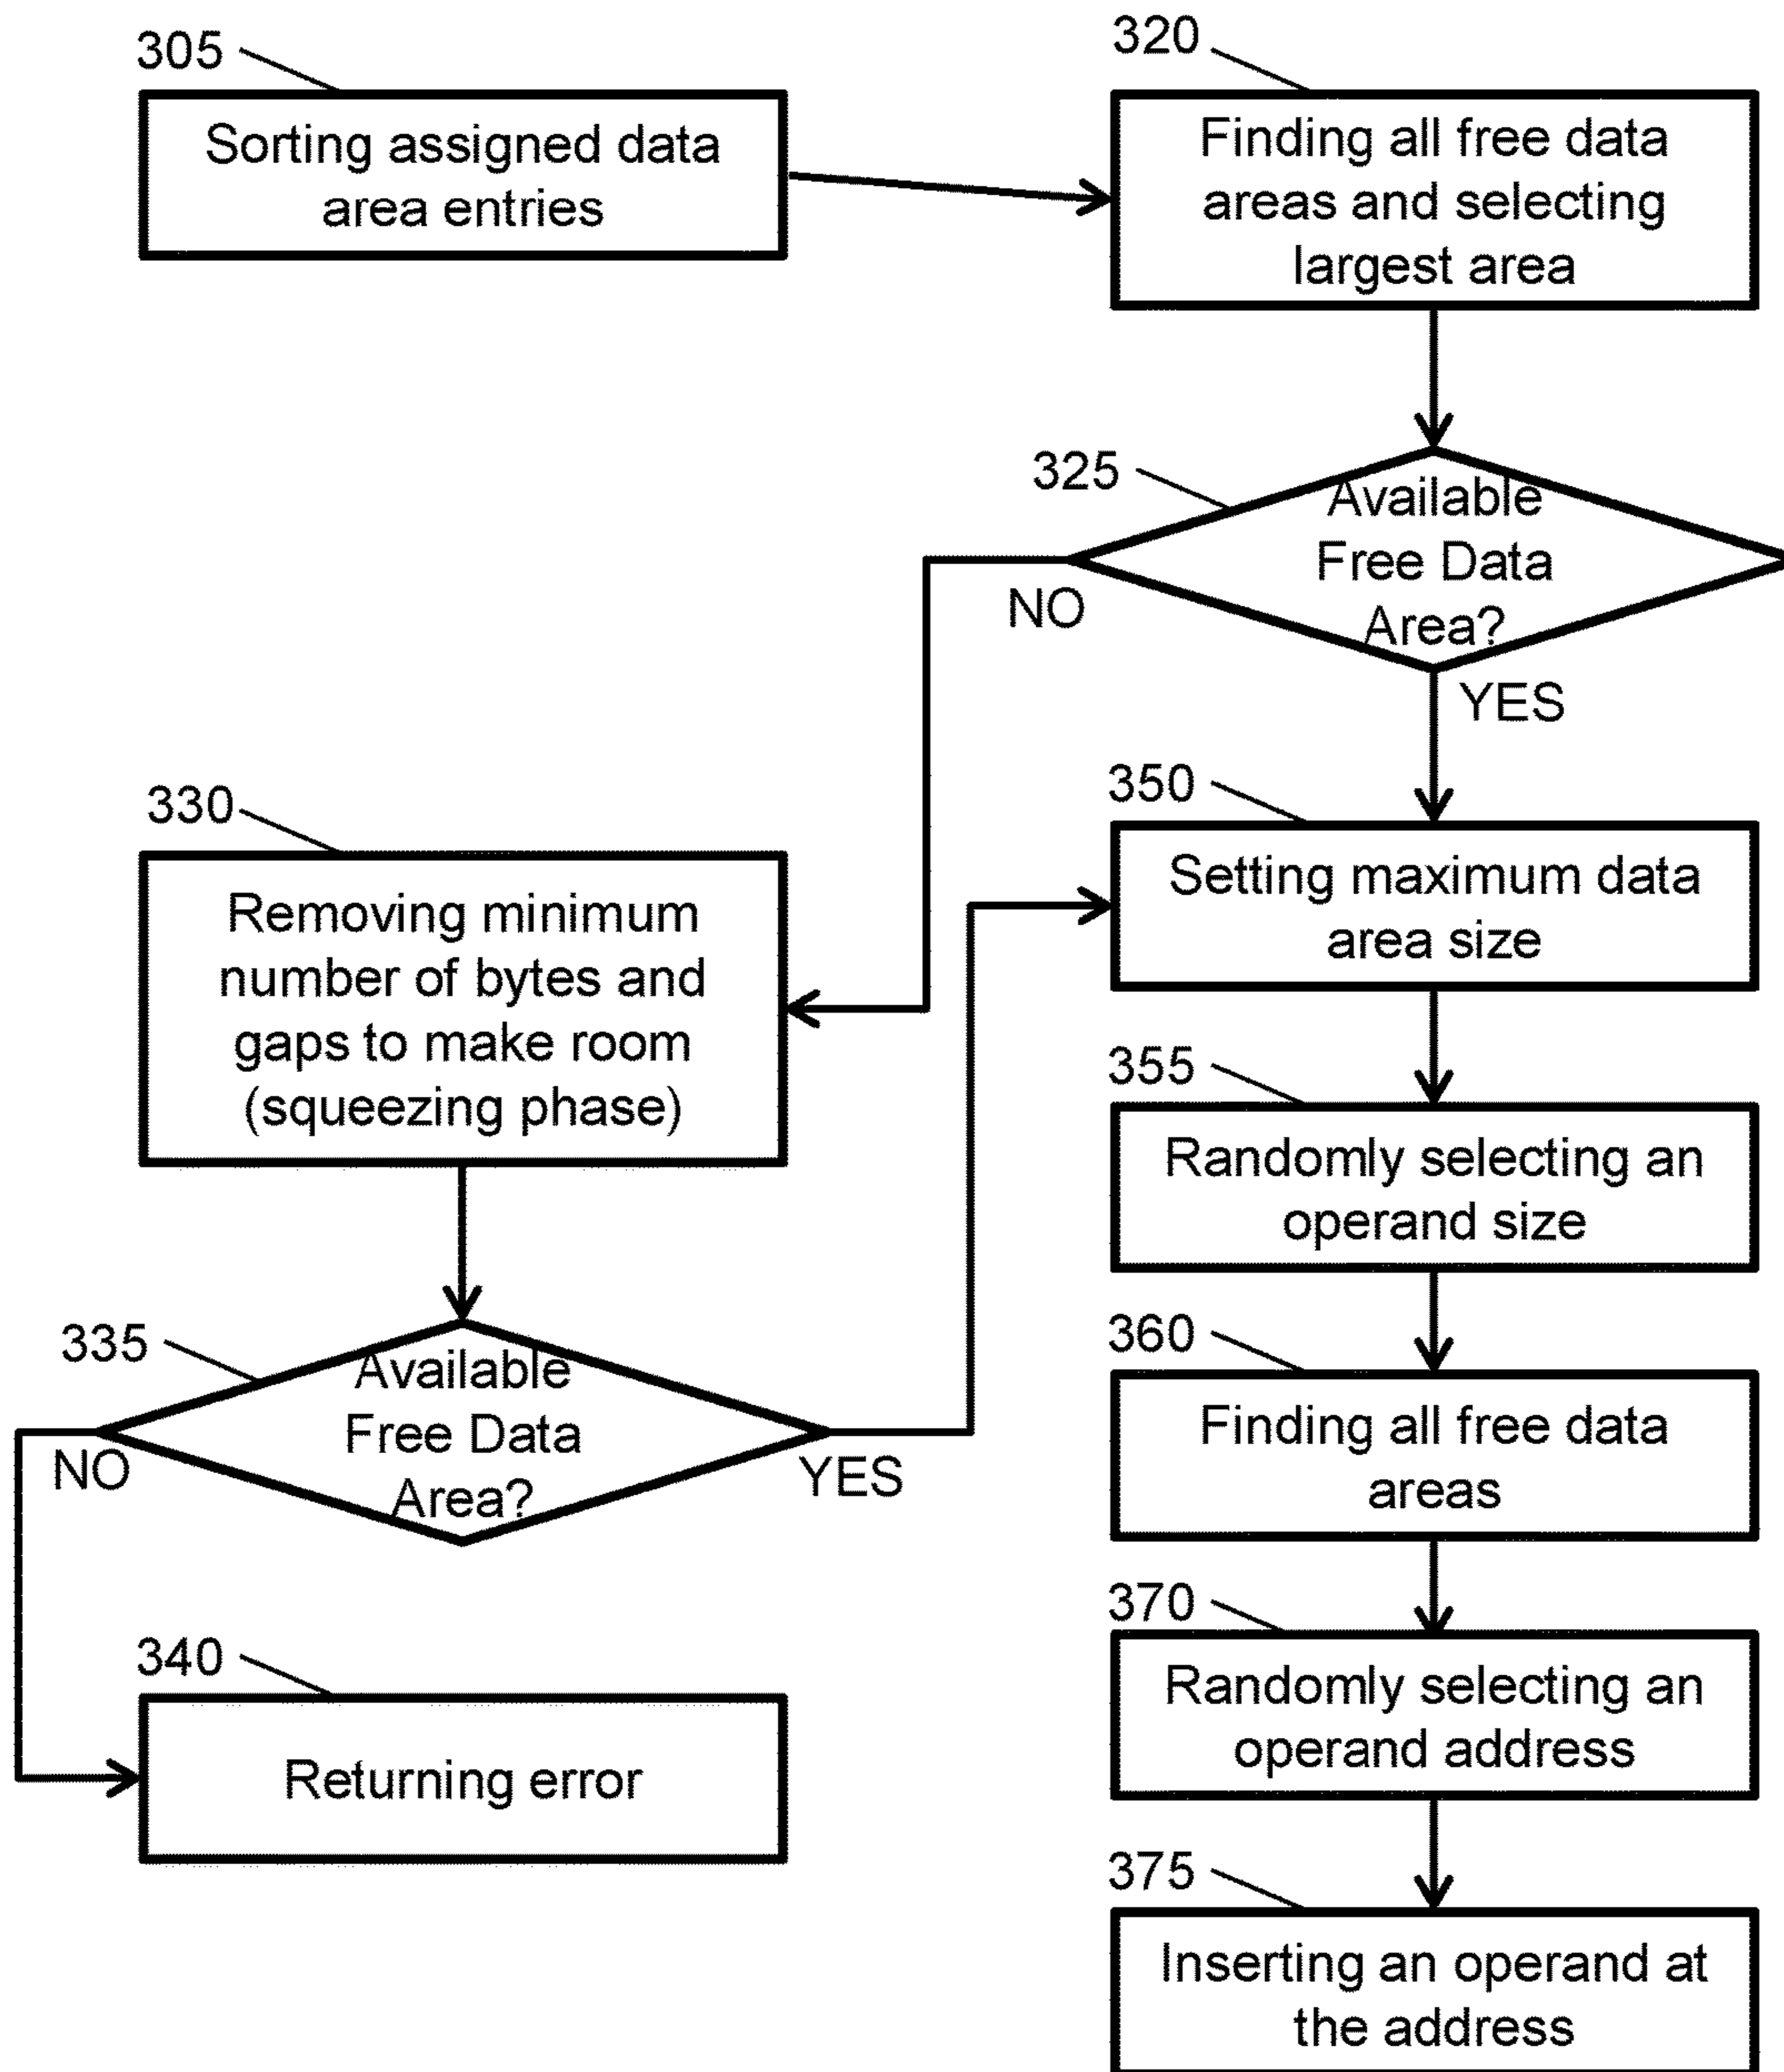 305
Sorting assigned data
area entries
320
Finding all free data
areas and selecting
largest area
325
Available
Free Data
Area?
NO
YES
330
Removing minimum
number of bytes and
gaps to make room
(squeezing phase)
335
Available
Free Data
Area?
NO
YES
340
Returning error
350
Setting maximum data
area size
355
Randomly selecting an
operand size
360
Finding all free data
areas
370
Randomly selecting an
operand address
375
Inserting an operand at
the address